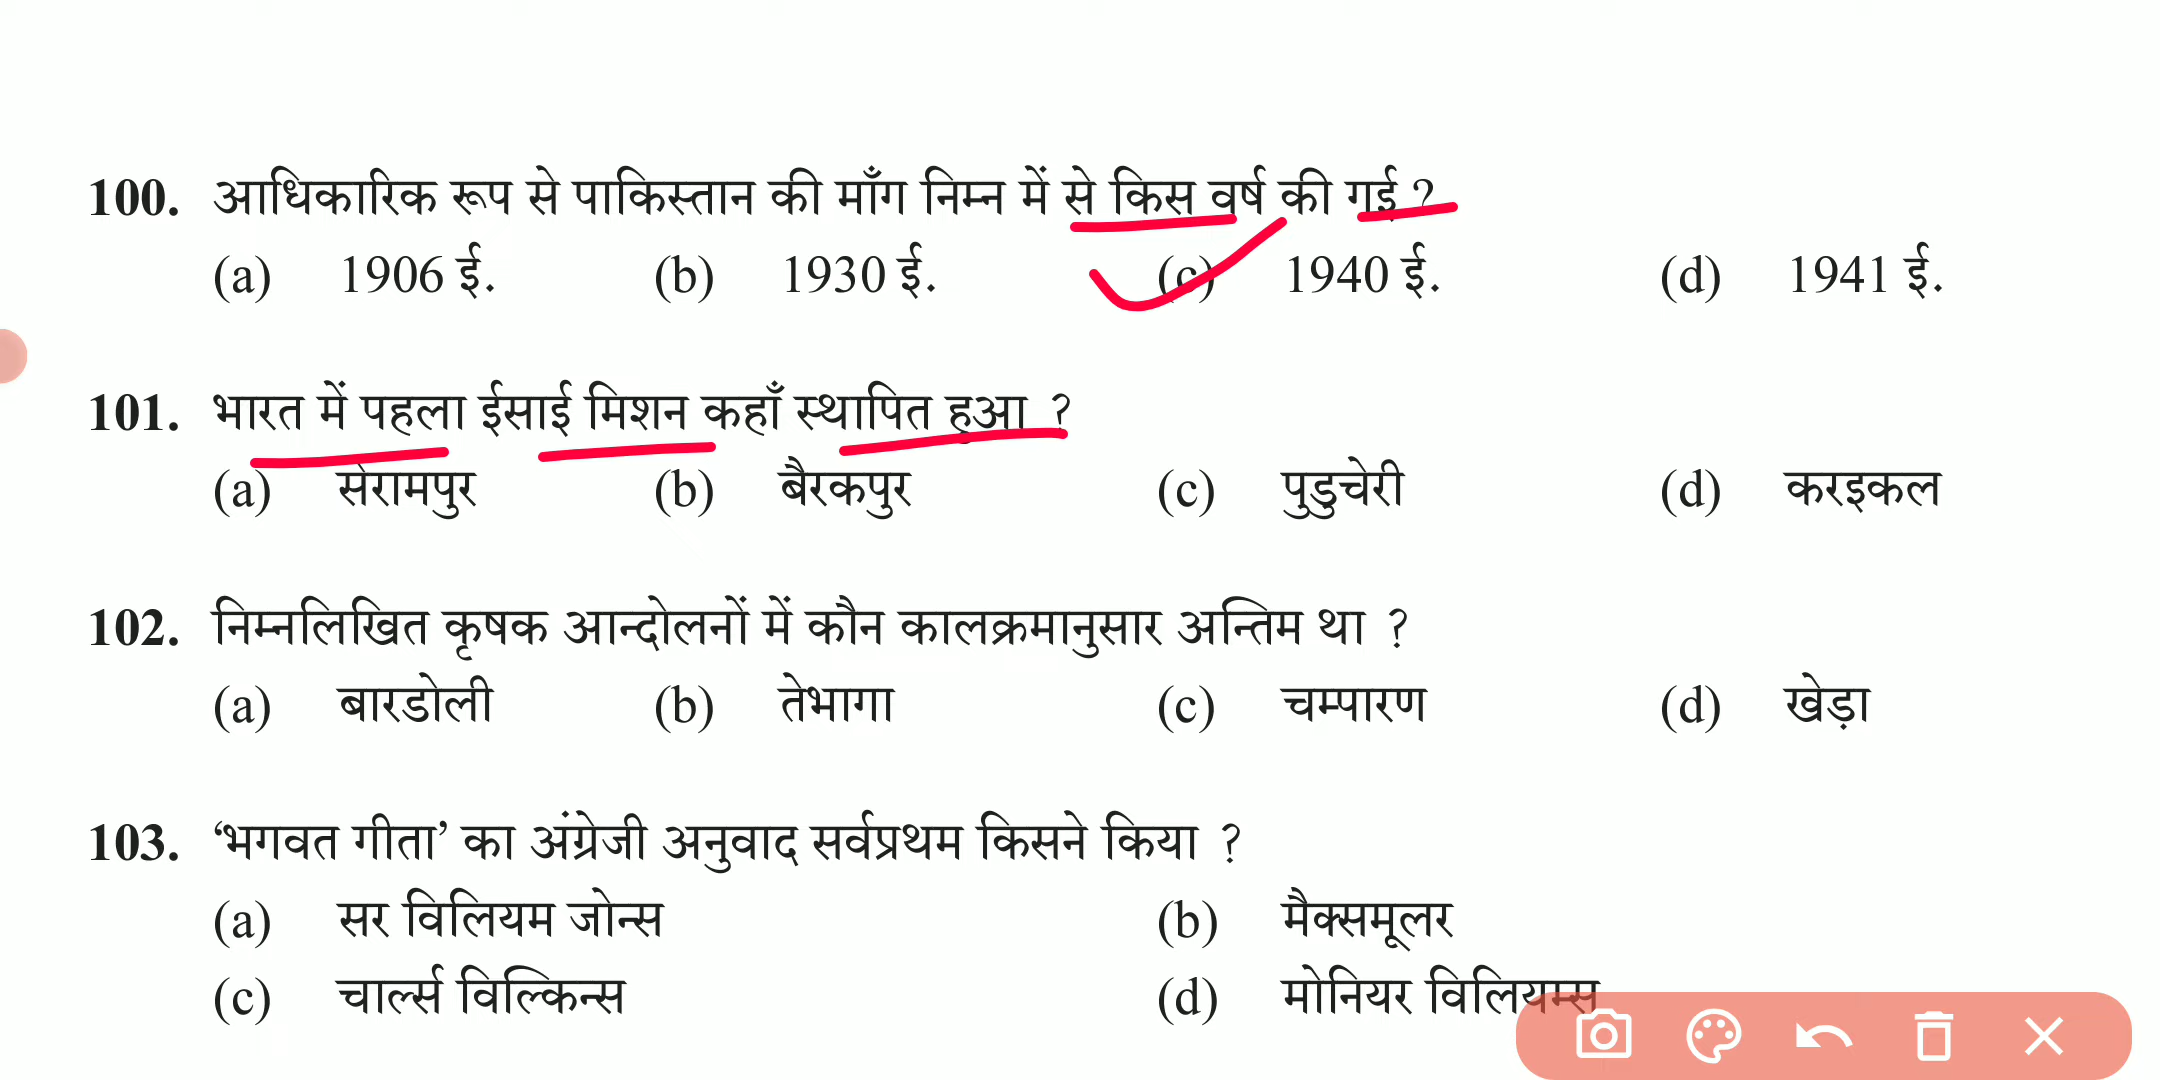 100. आधिकारिक रूप से पाकिस्तान की माँग निम्न में से किस वर्ष की गई ?
(a) 1906 ई. (b) 1930 ई. (c) 1940 ई. (d) 1941 ई.
101. भारत में पहला ईसाई मिशन कहाँ स्थापित हुआ ?
(a) सेरामपुर (b) बैरकपुर (c) पुडुचेरी (d) करइकल
102. निम्नलिखित कृषक आन्दोलनों में कौन कालक्रमानुसार अन्तिम था ?
(a) बारडोली (b) तेभागा (c) चम्पारण (d) खेड़ा
103. ‘भगवत गीता’ का अंग्रेजी अनुवाद सर्वप्रथम किसने किया ?
(a) सर विलियम जोन्स (b) मैक्समूलर
(c) चार्ल्स विल्किन्स (d) मोनियर विलियम्स